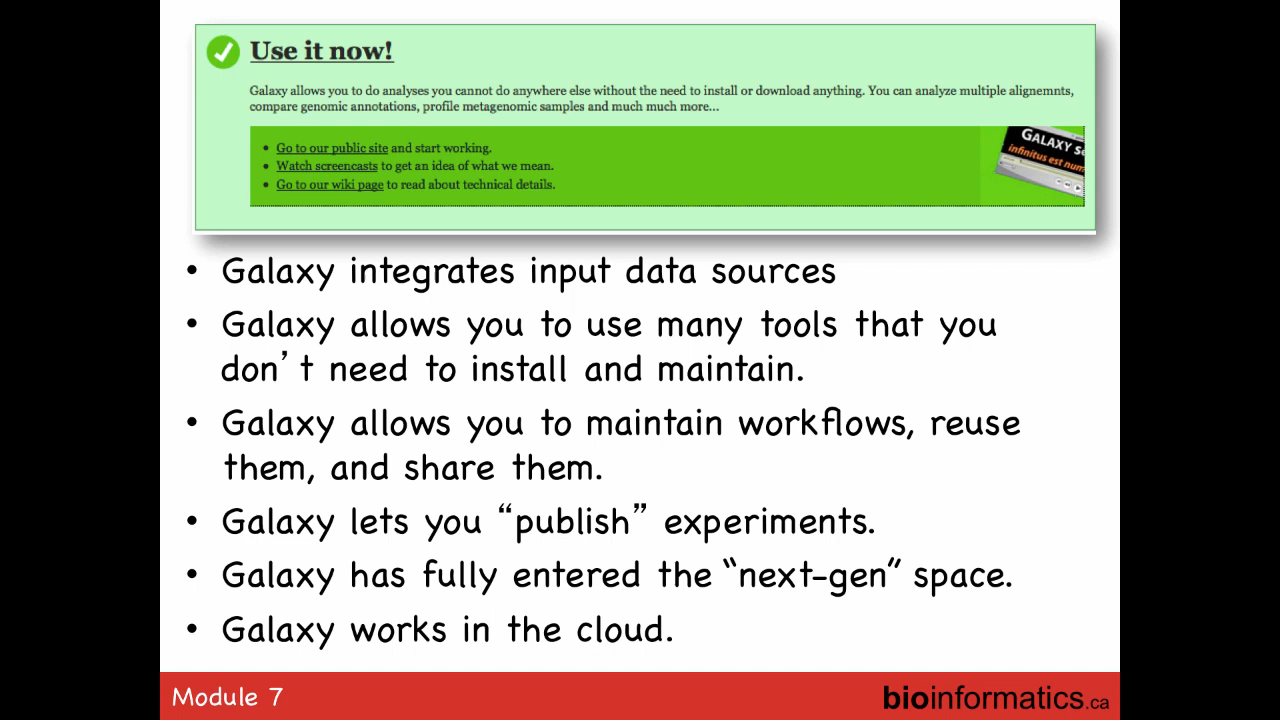 Use it now!
Galaxy allows you to do analyses you cannot do anywhere else without the need to install or download anything. You can analyze multiple alignemnts,
compare genomic annotations, profile metagenomic samples and much much more...
• Go to our public site and start working.
• Watch screencasts to get an idea of what we mean.
• Go to our wiki page to read about technical details.
GALAXY
infinitus est
• Galaxy integrates input data sources
• Galaxy allows you to use many tools that you
don’t need to install and maintain.
• Galaxy allows you to maintain workflows, reuse
them, and share them.
• Galaxy lets you “publish” experiments.
• Galaxy has fully entered the “next-gen” space.
• Galaxy works in the cloud.
Module 7
bioinformatics.ca